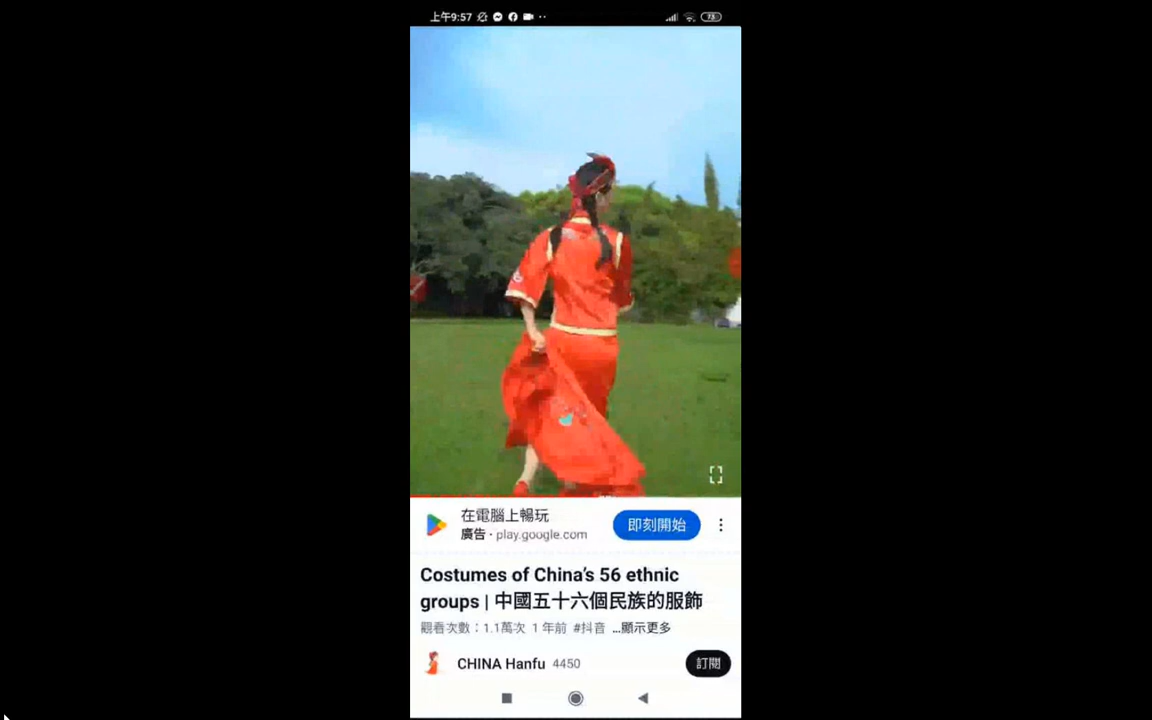 上午9:57
73
在電腦上暢玩
廣告 · play.google.com
即刻開始
Costumes of China's 56 ethnic
groups | 中國五十六個民族的服飾
觀看次數：1.1萬次 1 年前 #抖音 ...顯示更多
CHINA Hanfu 4450
訂閱